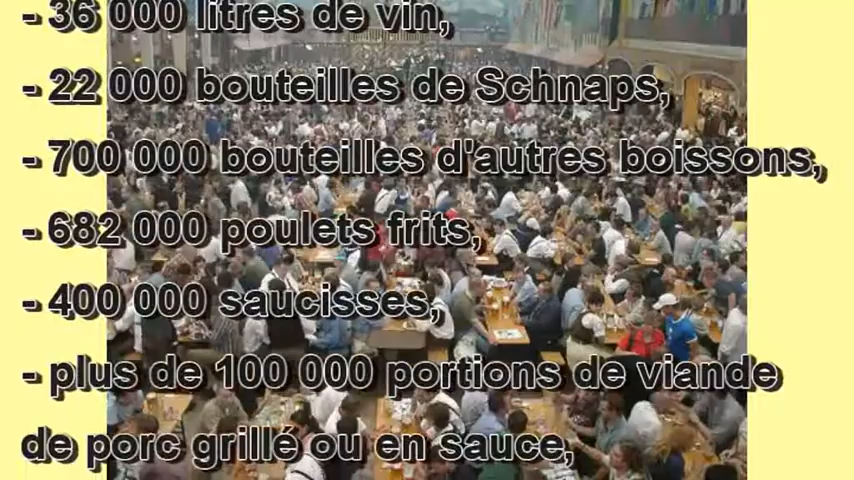 - 36 000 litres de vin,
- 22 000 bouteilles de Schnaps,
- 700 000 bouteilles d'autres boissons,
- 682 000 poulets frits,
- 400 000 saucisses,
- plus de 100 000 portions de viande
de porc grillé ou en sauce,